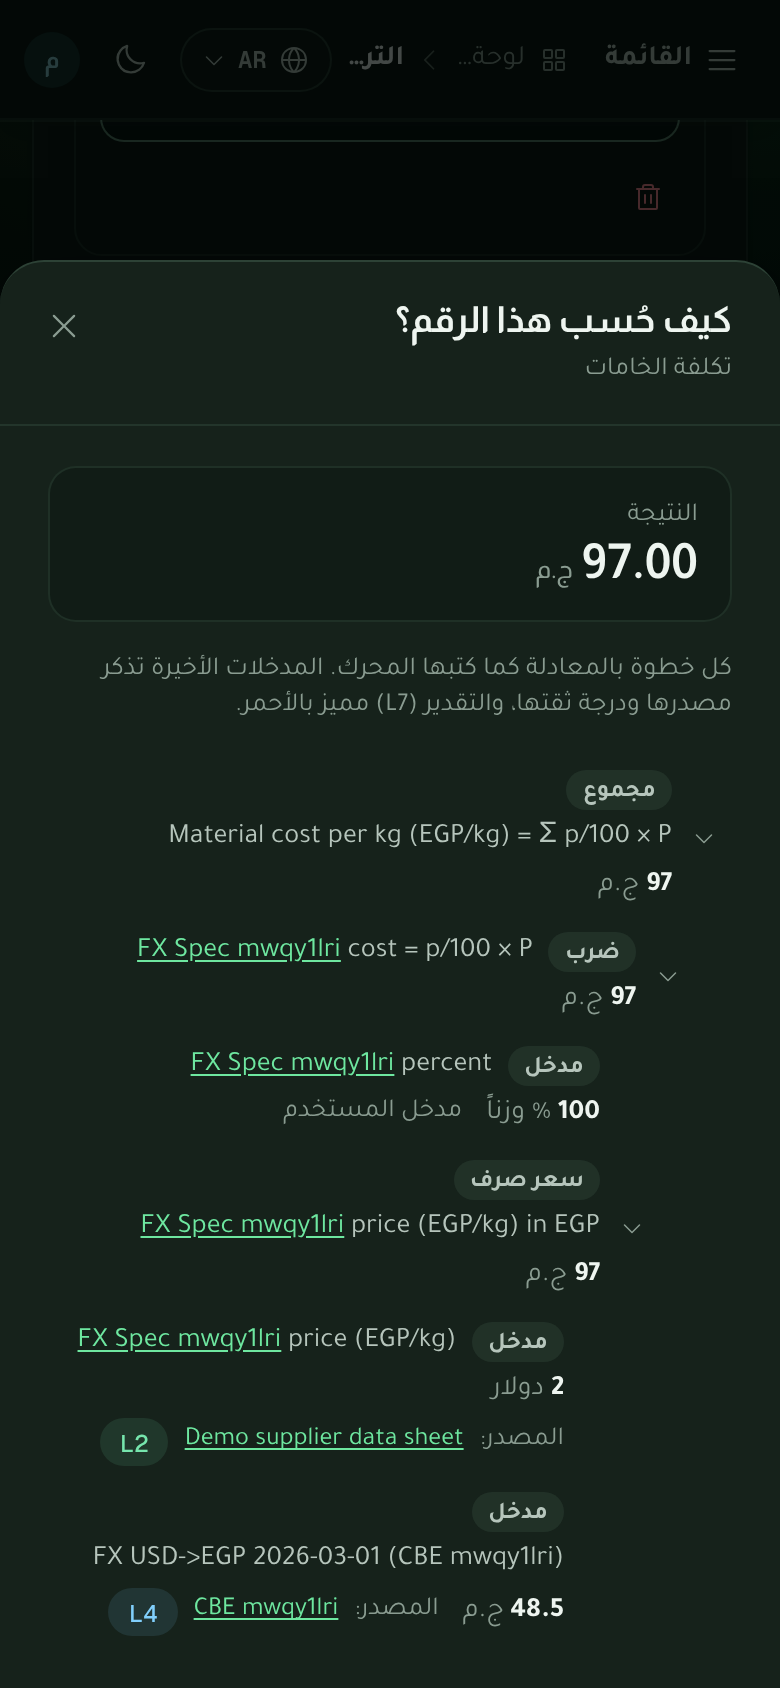 القائمة
لوحة...
التر...
AR
م
كيف حُسب هذا الرقم؟
تكلفة الخامات
النتيجة
97.00 ج.م
كل خطوة بالمعادلة كما كتبها المحرك. المدخلات الأخيرة تذكر
مصدرها ودرجة ثقتها، والتقدير (L7) مميز بالأحمر.
مجموع
Material cost per kg (EGP/kg) = Σ p/100 × P
97 ج.م
ضرب
FX Spec mwqy1lri cost = p/100 × P
97 ج.م
مدخل
FX Spec mwqy1lri percent
100 % وزناً مدخل المستخدم
سعر صرف
FX Spec mwqy1lri price (EGP/kg) in EGP
97 ج.م
مدخل
FX Spec mwqy1lri price (EGP/kg)
2 دولار
المصدر: Demo supplier data sheet L2
مدخل
FX USD->EGP 2026-03-01 (CBE mwqy1lri)
48.5 ج.م المصدر: CBE mwqy1lri L4